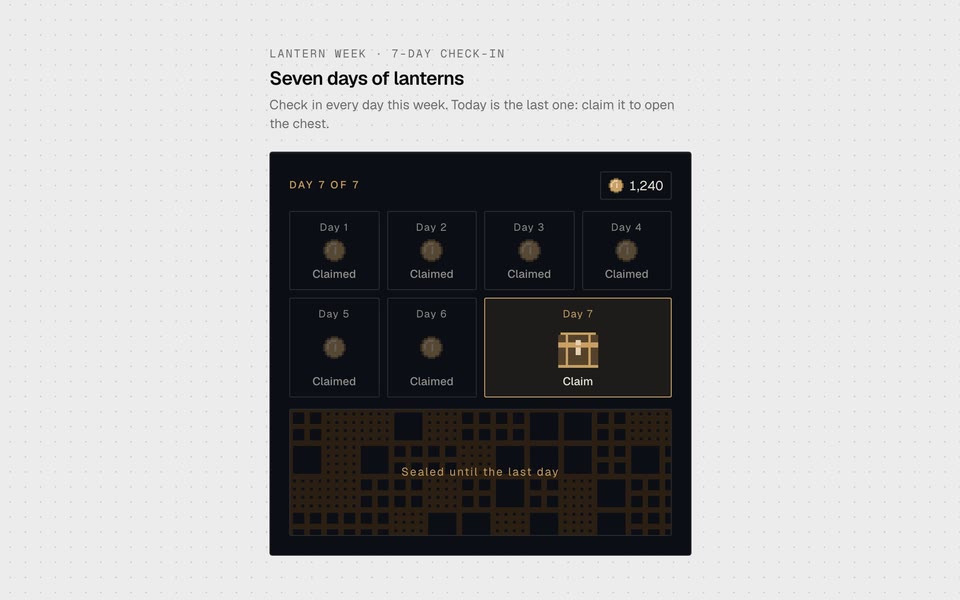 LANTERN WEEK · 7-DAY CHECK-IN
Seven days of lanterns
Check in every day this week. Today is the last one: claim it to open
the chest.
DAY 7 OF 7
1,240
Day 1
Claimed
Day 2
Claimed
Day 3
Claimed
Day 4
Claimed
Day 5
Claimed
Day 6
Claimed
Day 7
Claim
Sealed until the last day